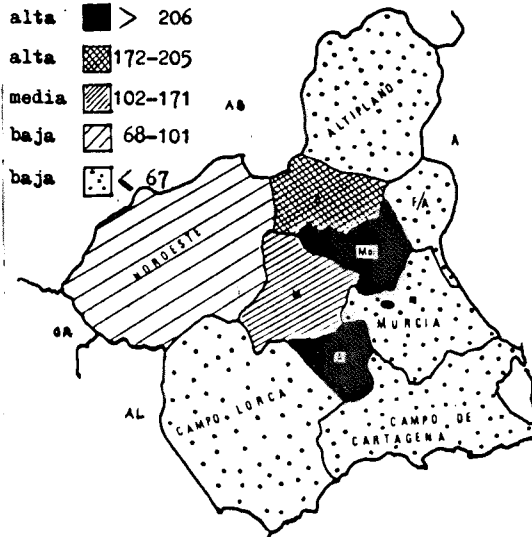 alta > 206
alta 172-205
media 102-171
baja 68-101
baja < 67
AB
A
ALTIPLANO
F/A
NOROESTE
Mo
M
MURCIA
GR
A
AL
CAMPO LORCA
CAMPO DE
CARTAGENA